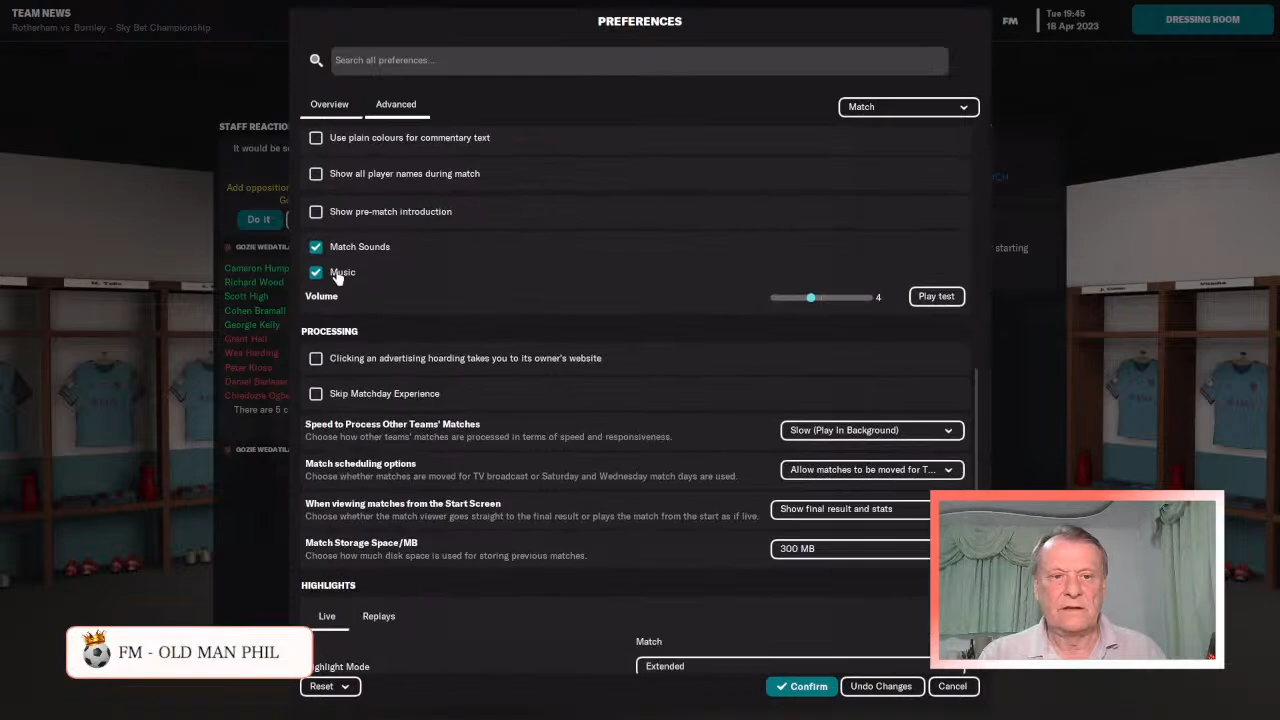 TEAM NEWS
Rotherham vs Burnley - Sky Bet Championship
PREFERENCES
FM
Tue 19:45
18 Apr 2023
DRESSING ROOM
Search all preferences...
Overview
Advanced
Match
STAFF REACTIO
Use plain colours for commentary text
It would be s
Show all player names during match
Add opposition
Go
Do it
Show pre-match introduction
GOZIE WEDATILA
Match Sounds
starting
Cameron Hump
Music
Richard Wood
Scott High
Volume
4
Play test
Cohen Bramall
Georgie Kelly
PROCESSING
Grant Hall
Wes Harding
Clicking an advertising hoarding takes you to its owner's website
Peter Kioso
Daniel Barlaser
Skip Matchday Experience
Chiedozie Ogbe
There are 5 c
Speed to Process Other Teams' Matches
Choose how other teams' matches are processed in terms of speed and responsiveness.
Slow (Play In Background)
GOZIE WEDATILA
Match scheduling options
Choose whether matches are moved for TV broadcast or Saturday and Wednesday match days are used.
Allow matches to be moved for T...
When viewing matches from the Start Screen
Choose whether the match viewer goes straight to the final result or plays the match from the start as if live.
Show final result and stats
Match Storage Space/MB
Choose how much disk space is used for storing previous matches.
300 MB
HIGHLIGHTS
Live
Replays
Match
FM - OLD MAN PHIL
ighlight Mode
Extended
Reset
Confirm
Undo Changes
Cancel